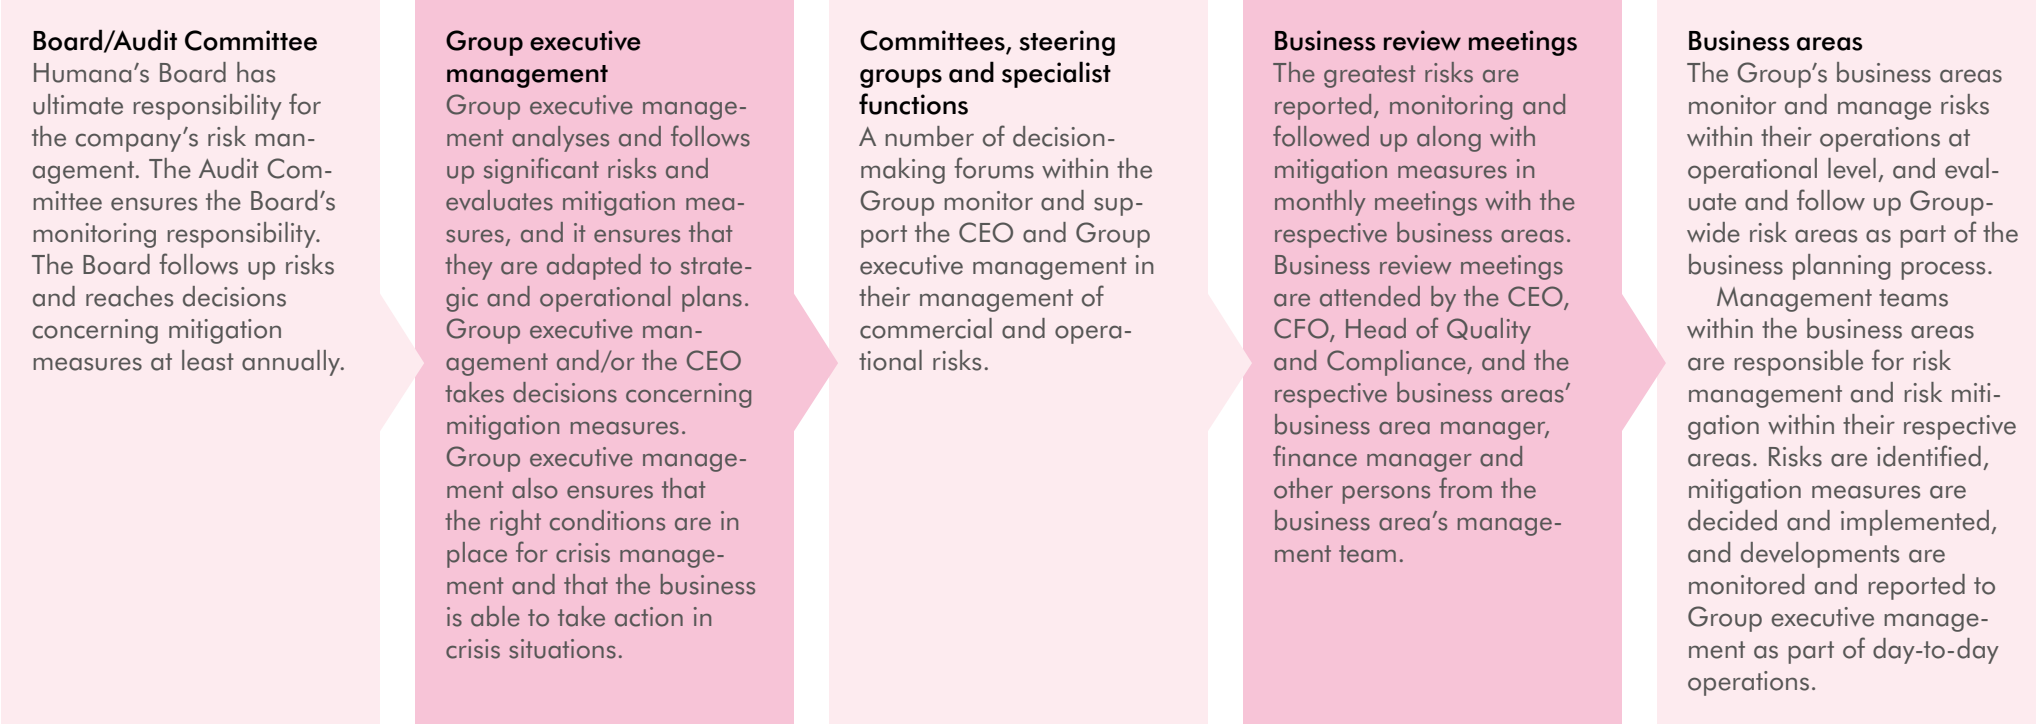 Board/Audit Committee
Humana’s Board has
ultimate responsibility for
the company’s risk man-
agement. The Audit Com-
mittee ensures the Board’s
monitoring responsibility.
The Board follows up risks
and reaches decisions
concerning mitigation
measures at least annually.
Group executive
management
Group executive manage-
ment analyses and follows
up significant risks and
evaluates mitigation mea-
sures, and it ensures that
they are adapted to strate-
gic and operational plans.
Group executive man-
agement and/or the CEO
takes decisions concerning
mitigation measures.
Group executive manage-
ment also ensures that
the right conditions are in
place for crisis manage-
ment and that the business
is able to take action in
crisis situations.
Committees, steering
groups and specialist
functions
A number of decision-
making forums within the
Group monitor and sup-
port the CEO and Group
executive management in
their management of
commercial and opera-
tional risks.
Business review meetings
The greatest risks are
reported, monitoring and
followed up along with
mitigation measures in
monthly meetings with the
respective business areas.
Business review meetings
are attended by the CEO,
CFO, Head of Quality
and Compliance, and the
respective business areas’
business area manager,
finance manager and
other persons from the
business area’s manage-
ment team.
Business areas
The Group’s business areas
monitor and manage risks
within their operations at
operational level, and eval-
uate and follow up Group-
wide risk areas as part of the
business planning process.
Management teams
within the business areas
are responsible for risk
management and risk miti-
gation within their respective
areas. Risks are identified,
mitigation measures are
decided and implemented,
and developments are
monitored and reported to
Group executive manage-
ment as part of day-to-day
operations.